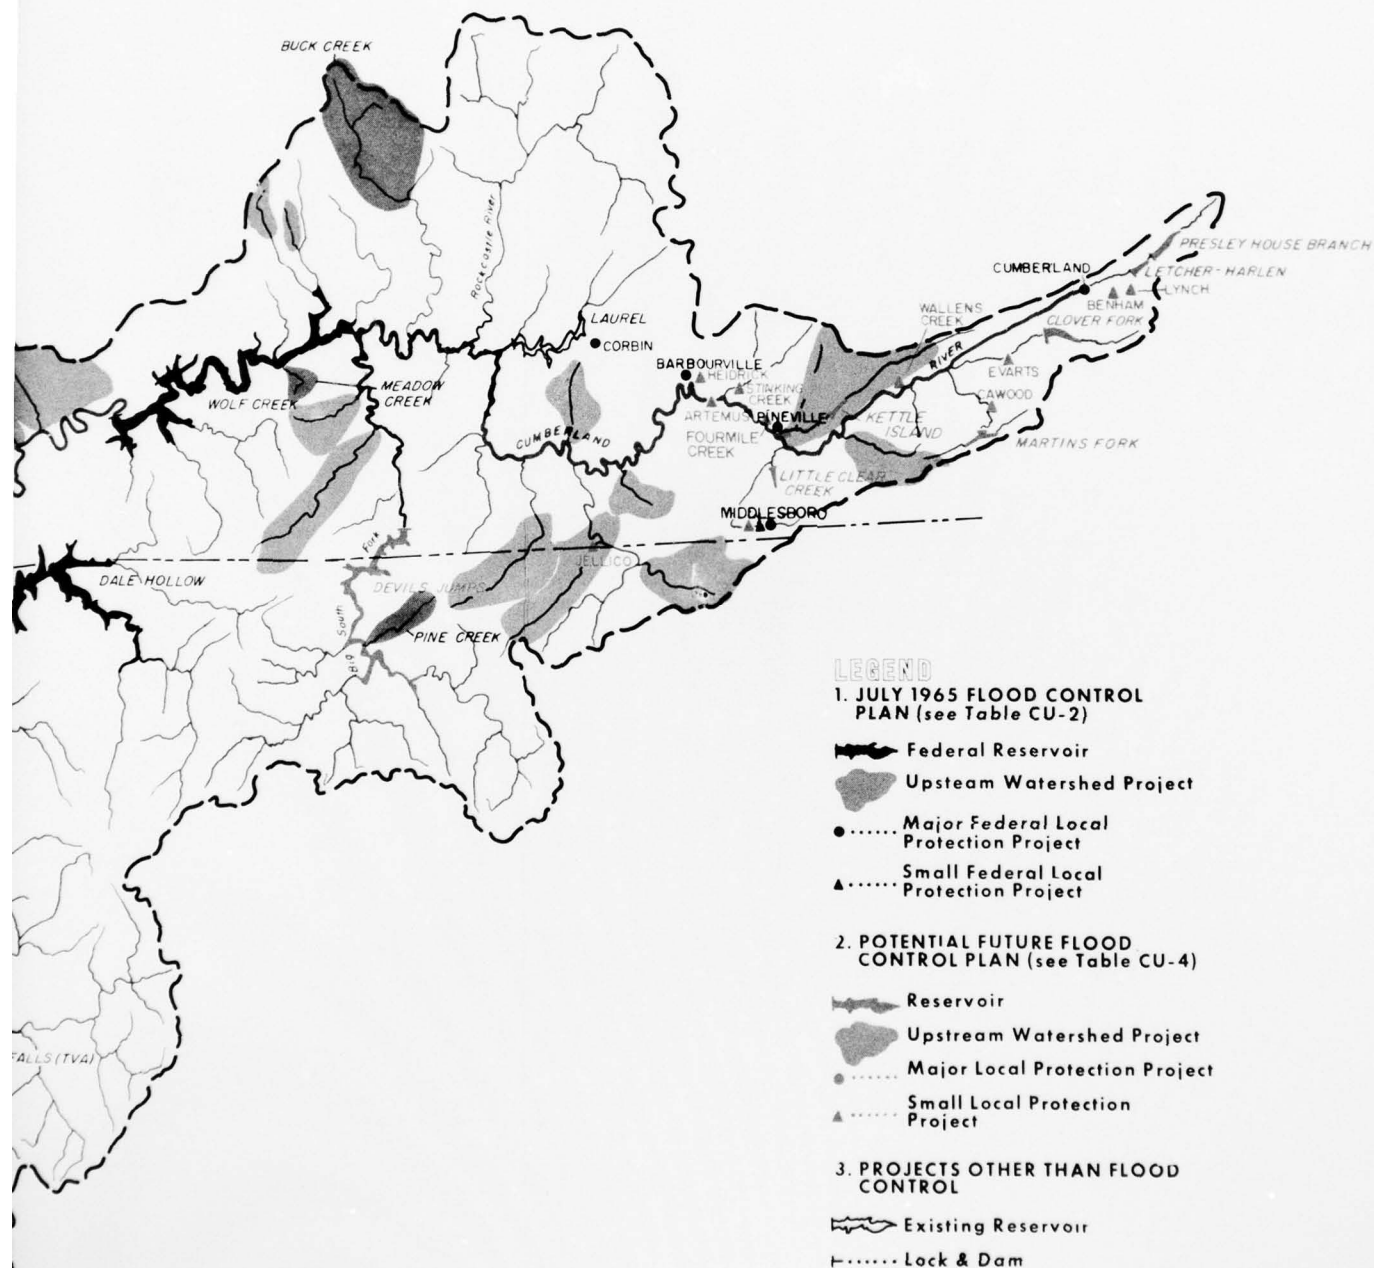 BUCK CREEK
Rockcastle River
PRESLEY HOUSE BRANCH
CUMBERLAND
LETCHER-HARLEN
LYNCH
BENHAM
WALLENS
CREEK
CLOVER FORK
LAUREL
CORBIN
RIVER
BARBOURVILLE
HEIDRICK
EVARTS
MEADOW
CREEK
STINKING
CREEK
CAWOOD
WOLF CREEK
ARTEMUS
PINEVILLE
KETTLE
ISLAND
CUMBERLAND
FOURMILE
CREEK
MARTINS FORK
LITTLE CLEAR
CREEK
MIDDLESBORO
Fork
JELLICO
DALE HOLLOW
DEVILS JUMPS
South
PINE CREEK
Big
LEGEND
1. JULY 1965 FLOOD CONTROL
PLAN (see Table CU-2)
Federal Reservoir
Upsteam Watershed Project
Major Federal Local
Protection Project
Small Federal Local
Protection Project
2. POTENTIAL FUTURE FLOOD
CONTROL PLAN (see Table CU-4)
Reservoir
Upstream Watershed Project
Major Local Protection Project
Small Local Protection
Project
FALLS (TVA)
3. PROJECTS OTHER THAN FLOOD
CONTROL
Existing Reservoir
Lock & Dam